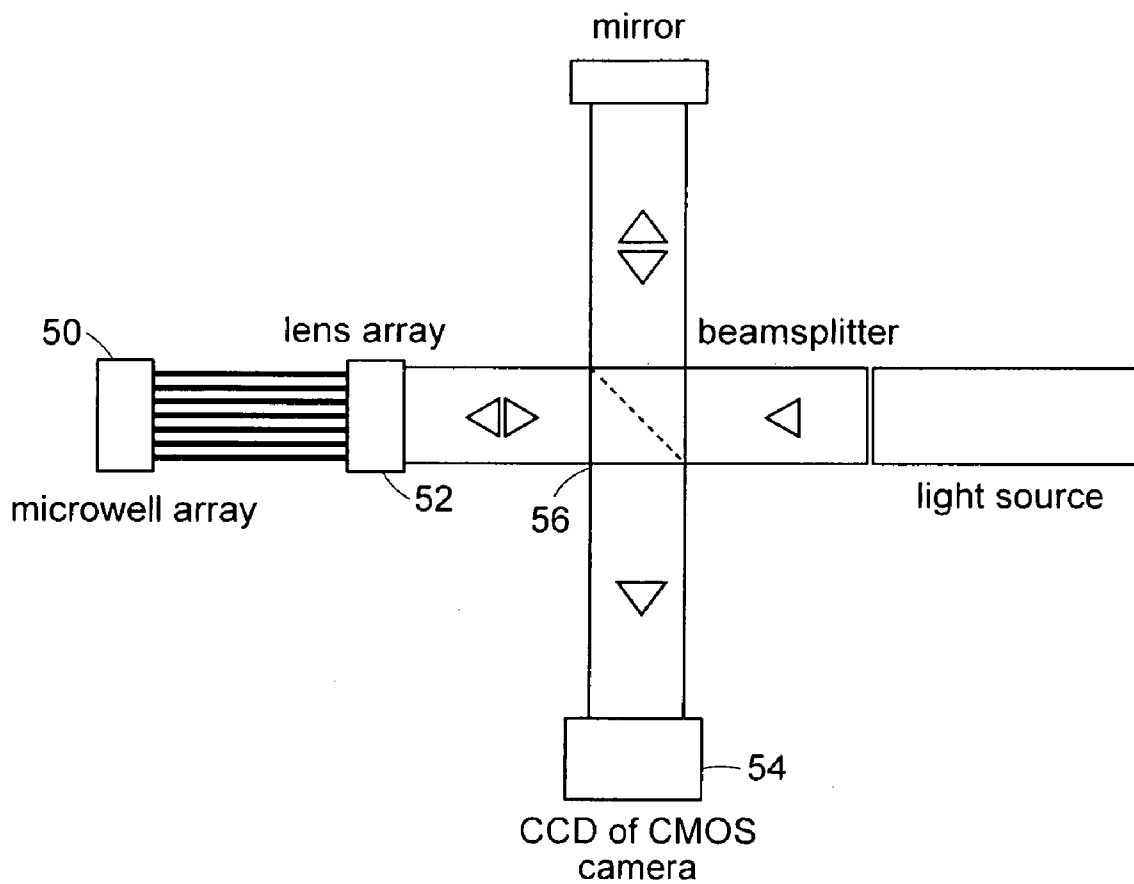 mirror
50
lens array
beamsplitter
microwell array
52
56
light source
54
CCD of CMOS
camera